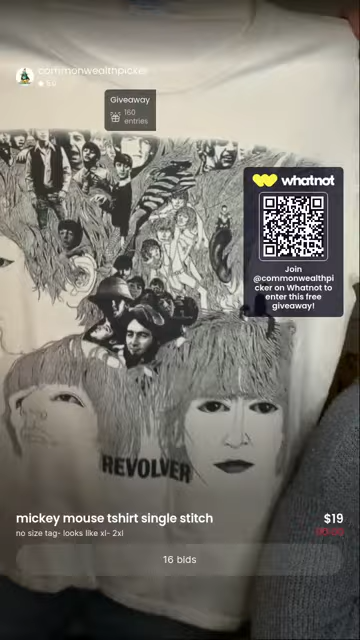 commonwealthpicker
5.0
Giveaway
160
entries
whatnot
Join
@commonwealthpi
cker on Whatnot to
enter this free
giveaway!
REVOLVER
mickey mouse tshirt single stitch
$19
no size tag- looks like xl- 2xl
16 bids